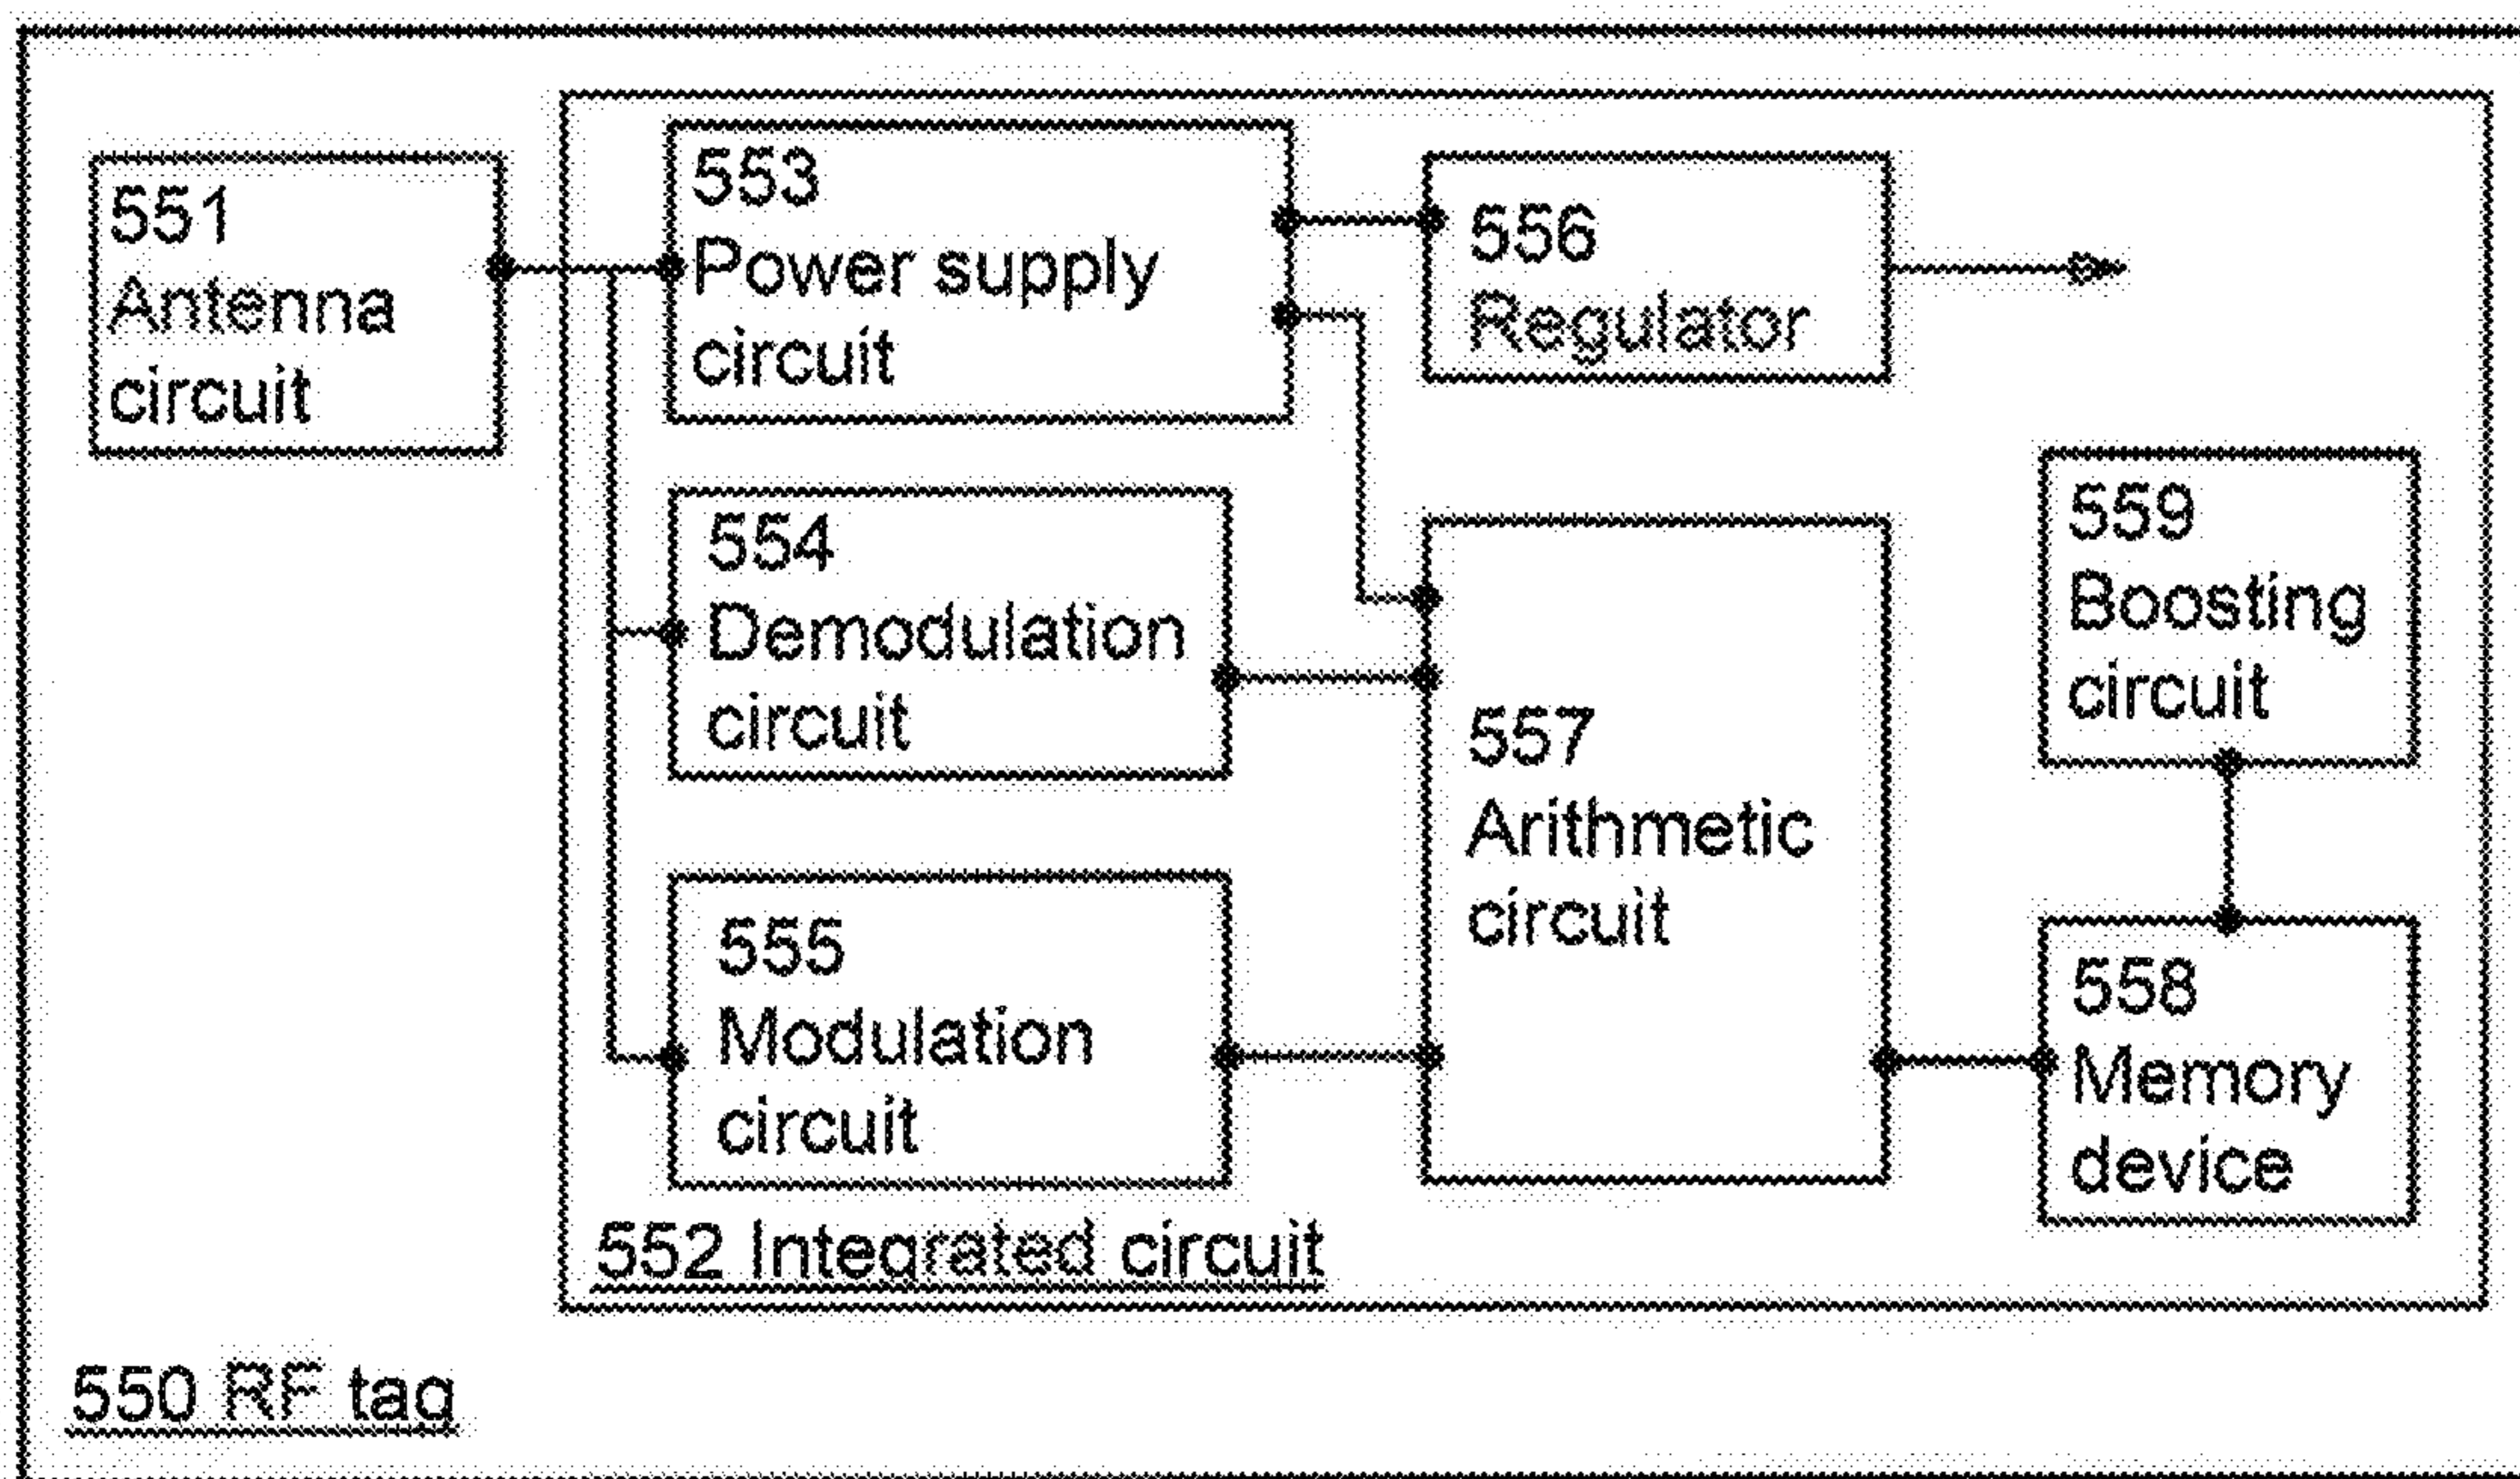 551
Antenna
circuit
553
Power supply
circuit
556
Regulator
554
Demodulation
circuit
559
Boosting
circuit
557
Arithmetic
circuit
555
Modulation
circuit
558
Memory
device
552 Integrated circuit
550 RF tag